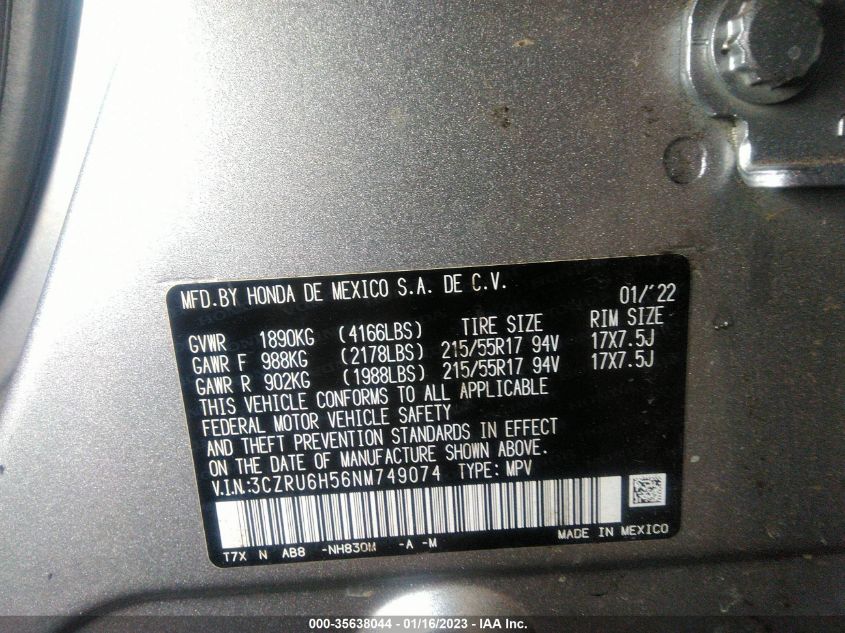 MFD.BY HONDA DE MEXICO S.A. DE C.V. 01/'22
GVWR 1890KG (4166LBS) TIRE SIZE RIM SIZE
GAWR F 988KG (2178LBS) 215/55R17 94V 17X7.5J
GAWR R 902KG (1988LBS) 215/55R17 94V 17X7.5J
THIS VEHICLE CONFORMS TO ALL APPLICABLE
FEDERAL MOTOR VEHICLE SAFETY
AND THEFT PREVENTION STANDARDS IN EFFECT
ON THE DATE OF MANUFACTURE SHOWN ABOVE.
V.I.N.:3CZRU6H56NM749074 TYPE: MPV
T7X N AB8 -NH830M -A -M MADE IN MEXICO
000-35638044 - 01/16/2023 - IAA Inc.